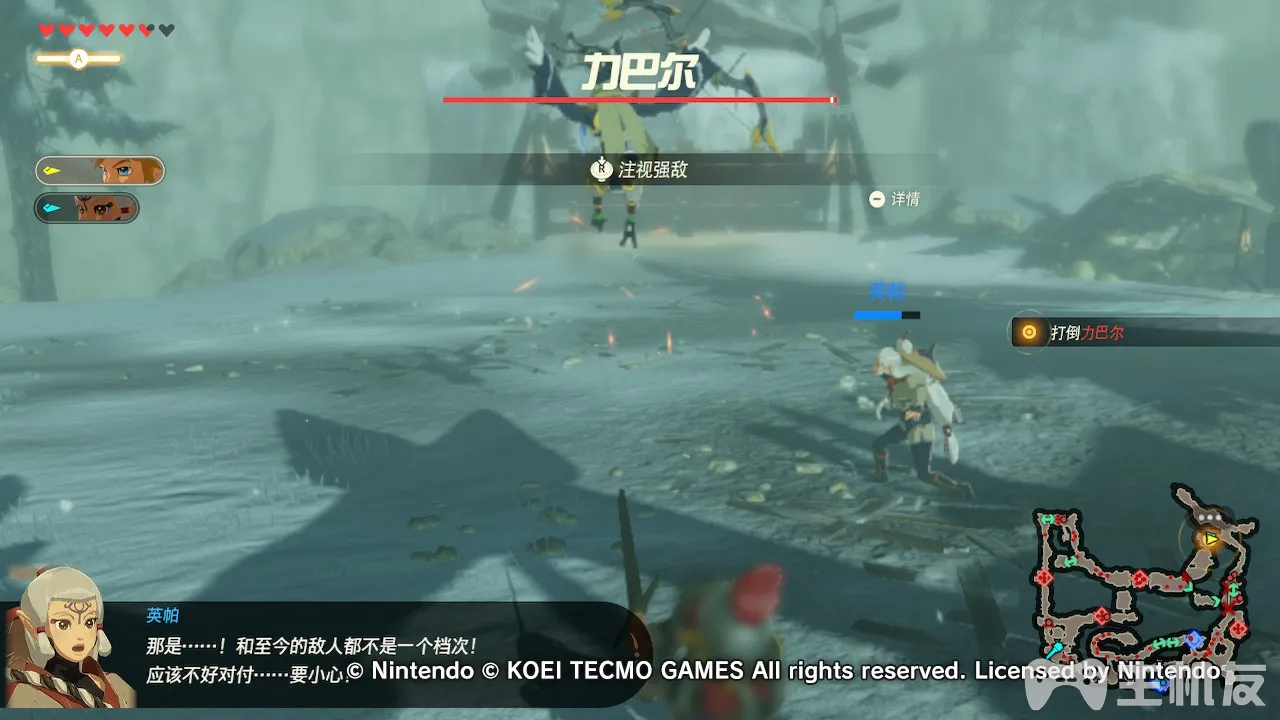 力巴尔
A
R 注视强敌
详情
英帕
打倒力巴尔
英帕
那是……！和至今的敌人都不是一个档次！
应该不好对付……要小心！
© Nintendo © KOEI TECMO GAMES All rights reserved. Licensed by Nintendo
主机友